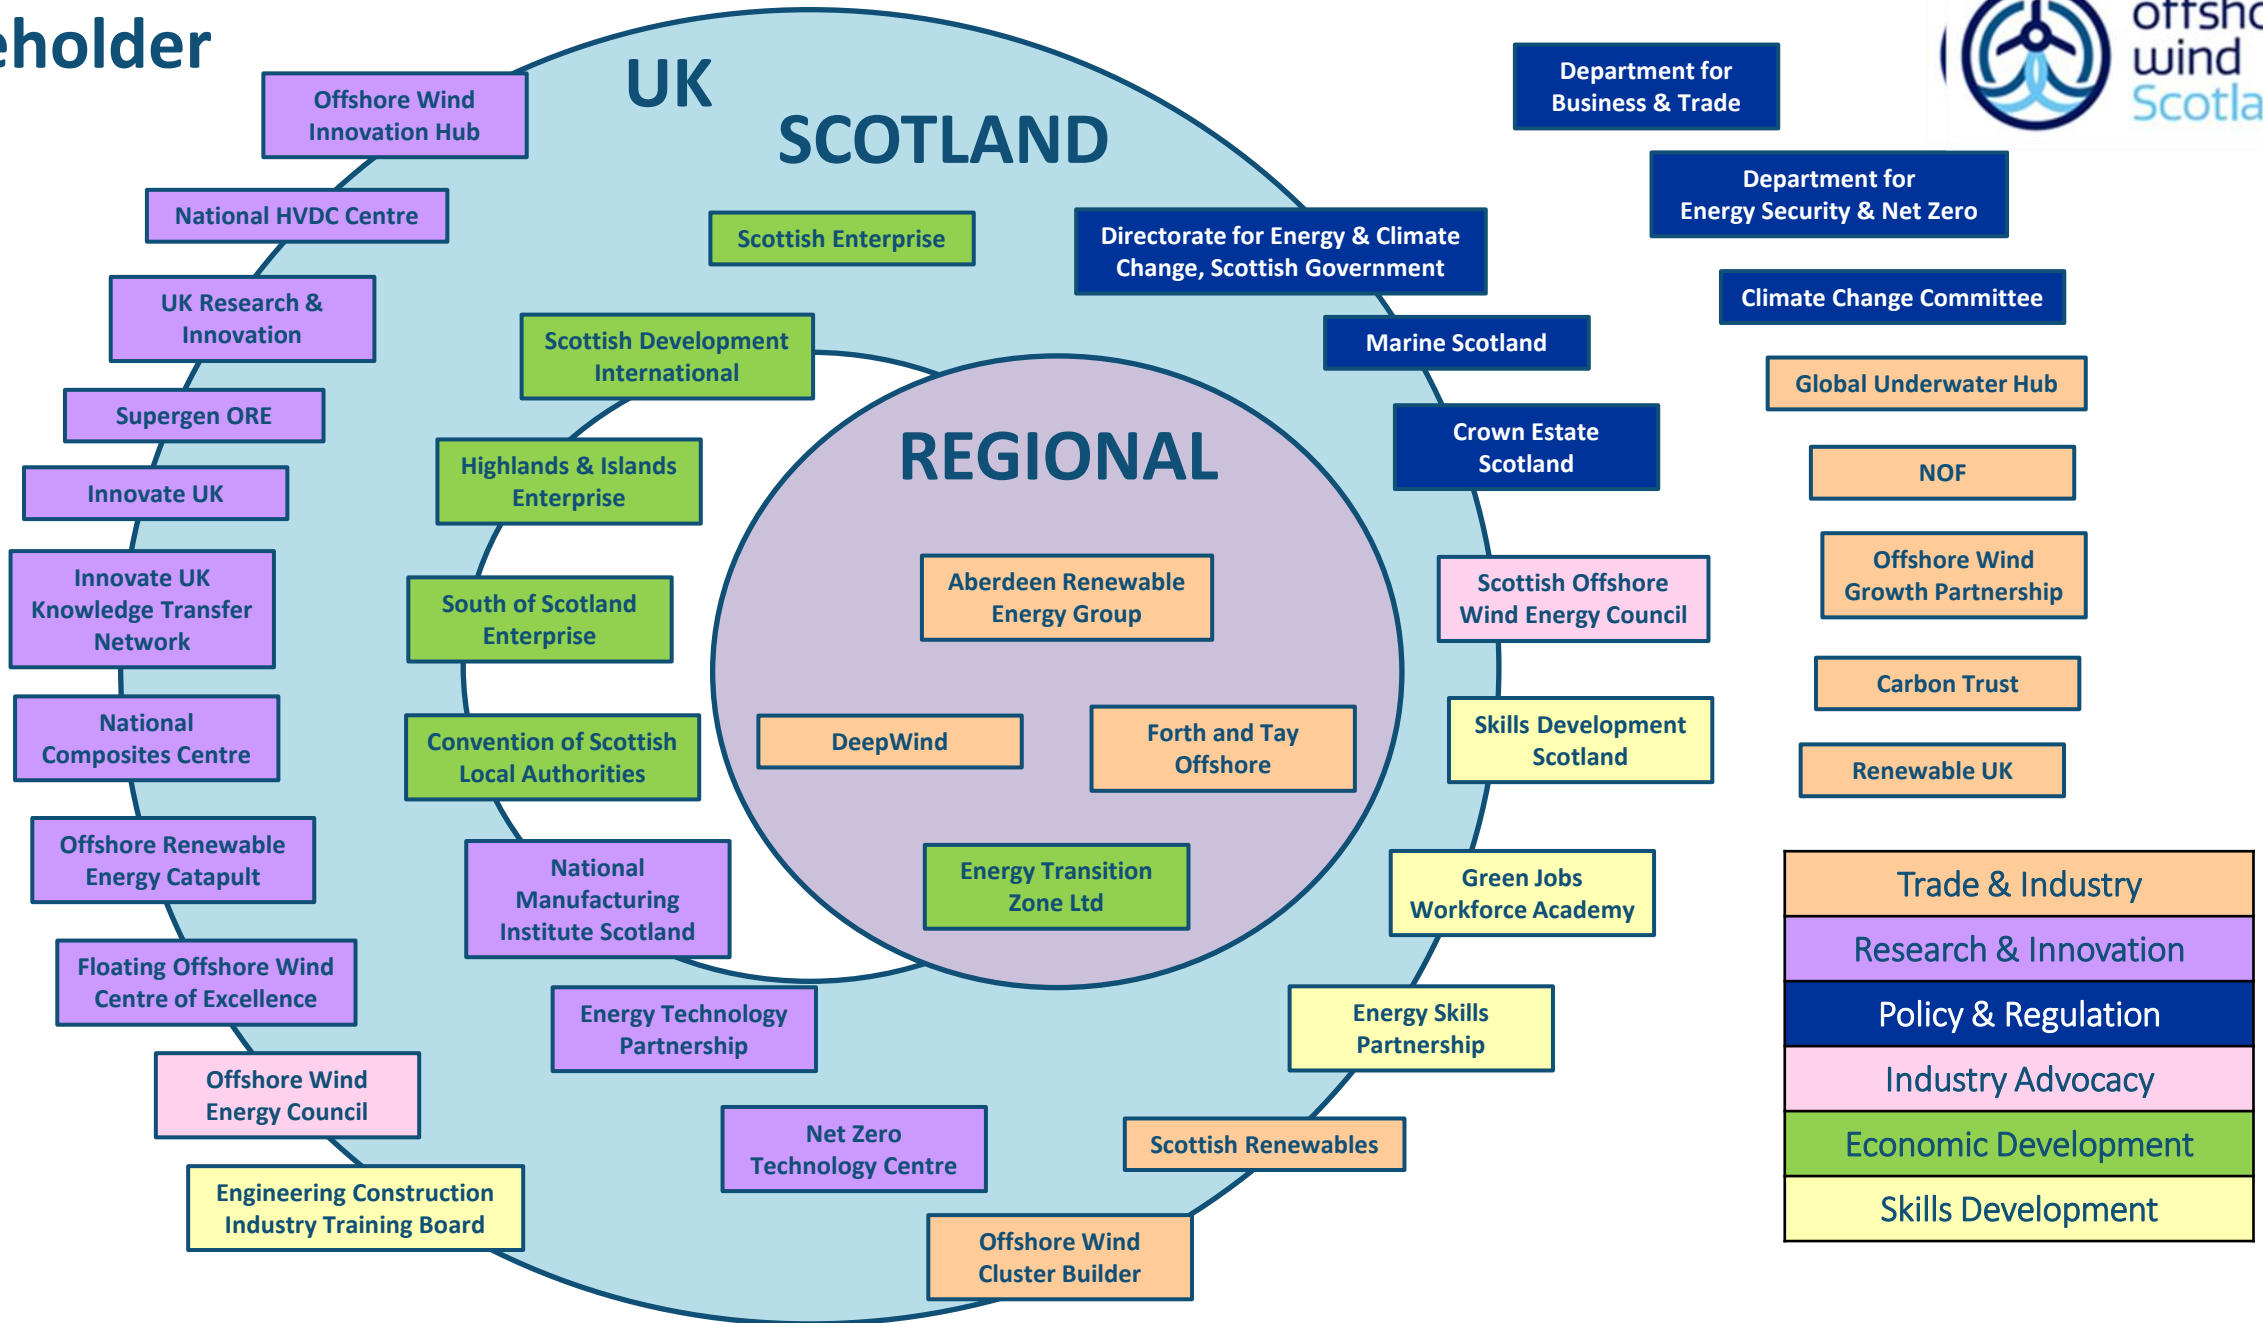 eholder
UK
SCOTLAND
REGIONAL
offsho
wind
Scotla
Offshore Wind
Innovation Hub
National HVDC Centre
UK Research &
Innovation
Supergen ORE
Innovate UK
Innovate UK
Knowledge Transfer
Network
National
Composites Centre
Offshore Renewable
Energy Catapult
Floating Offshore Wind
Centre of Excellence
Offshore Wind
Energy Council
Engineering Construction
Industry Training Board
Scottish Enterprise
Scottish Development
International
Highlands & Islands
Enterprise
South of Scotland
Enterprise
Convention of Scottish
Local Authorities
National
Manufacturing
Institute Scotland
Energy Technology
Partnership
Net Zero
Technology Centre
Aberdeen Renewable
Energy Group
DeepWind
Forth and Tay
Offshore
Energy Transition
Zone Ltd
Directorate for Energy & Climate
Change, Scottish Government
Marine Scotland
Crown Estate
Scotland
Scottish Offshore
Wind Energy Council
Skills Development
Scotland
Green Jobs
Workforce Academy
Energy Skills
Partnership
Scottish Renewables
Offshore Wind
Cluster Builder
Department for
Business & Trade
Department for
Energy Security & Net Zero
Climate Change Committee
Global Underwater Hub
NOF
Offshore Wind
Growth Partnership
Carbon Trust
Renewable UK
Trade & Industry
Research & Innovation
Policy & Regulation
Industry Advocacy
Economic Development
Skills Development